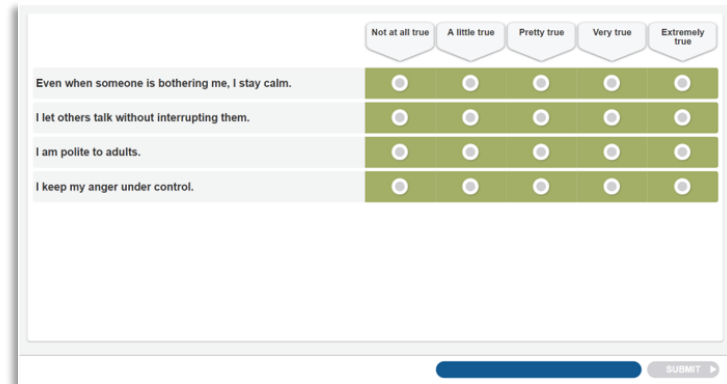 Not at all true
A little true
Pretty true
Very true
Extremely
true
Even when someone is bothering me, I stay calm.
I let others talk without interrupting them.
I am polite to adults.
I keep my anger under control.
SUBMIT